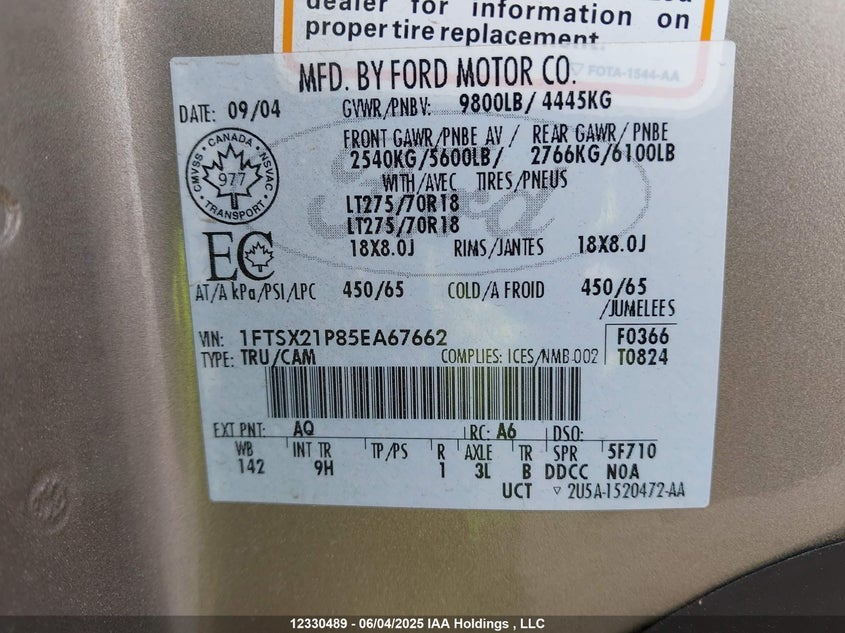 dealer for information on
proper tire replacement.
FOTA-1544-AA
MFD. BY FORD MOTOR CO.
DATE: 09/04
GVWR/PNBV: 9800LB/ 4445KG
FRONT GAWR/PNBE AV / REAR GAWR/ PNBE
2540KG/5600LB/ 2766KG/6100LB
WITH/AVEC TIRES/PNEUS
LT275/70R18
LT275/70R18
18X8.0J RIMS/JANTES 18X8.0J
CANADA
CMVSS NSVAC
977
TRANSPORT
EC
Ford
AT/A kPa/PSI/LPC 450/65 COLD/A FROID 450/65
/JUMELEES
VIN: 1FTSX21P85EA67662 F0366
TYPE: TRU/CAM COMPLIES: ICES/NMB-002 T0824
EXT PNT: AQ RC: A6 DSO:
WB INT TR TP/PS R AXLE TR SPR 5F710
142 9H 1 3L B DDCC NOA
UCT 2U5A-1520472-AA
12330489 - 06/04/2025 IAA Holdings , LLC